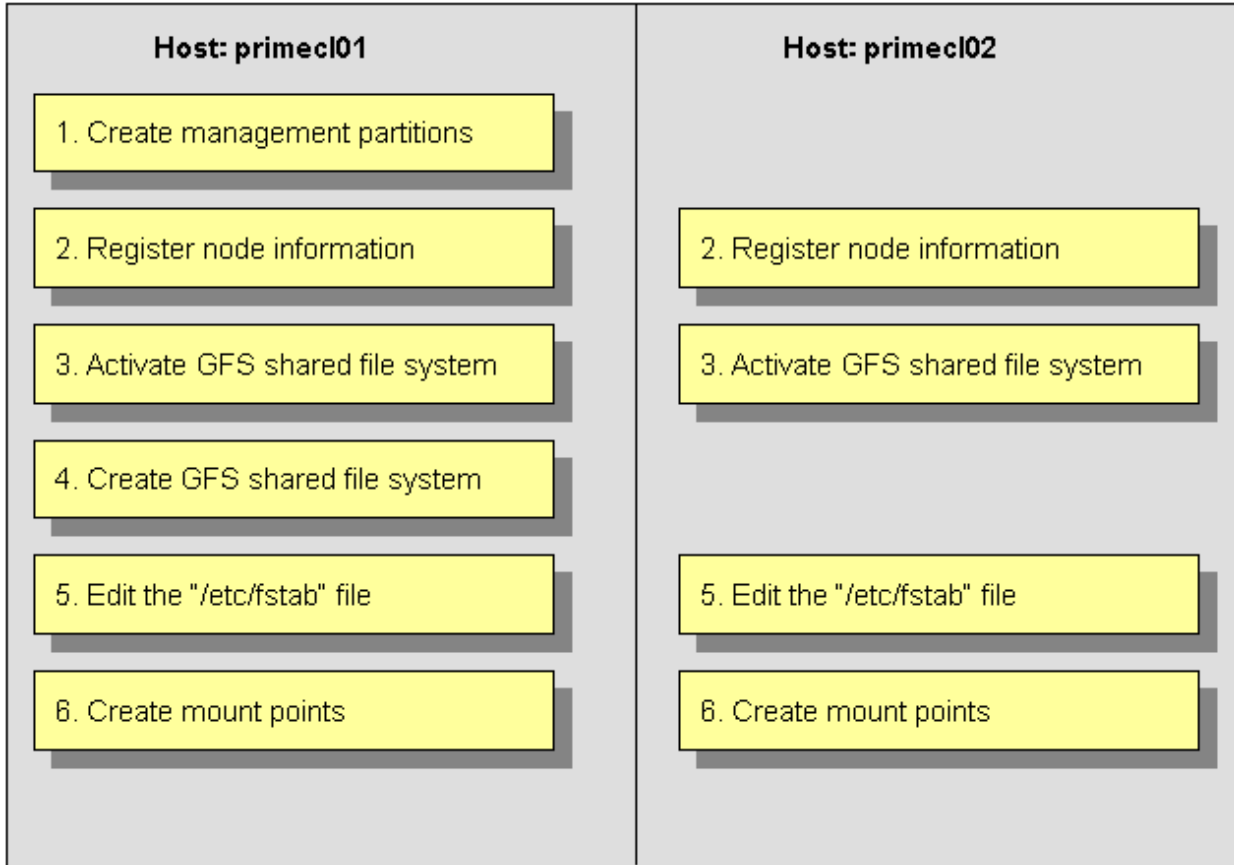 Host: primecl01
1. Create management partitions
2. Register node information
3. Activate GFS shared file system
4. Create GFS shared file system
5. Edit the "/etc/fstab" file
6. Create mount points
Host: primecl02
2. Register node information
3. Activate GFS shared file system
5. Edit the "/etc/fstab" file
6. Create mount points